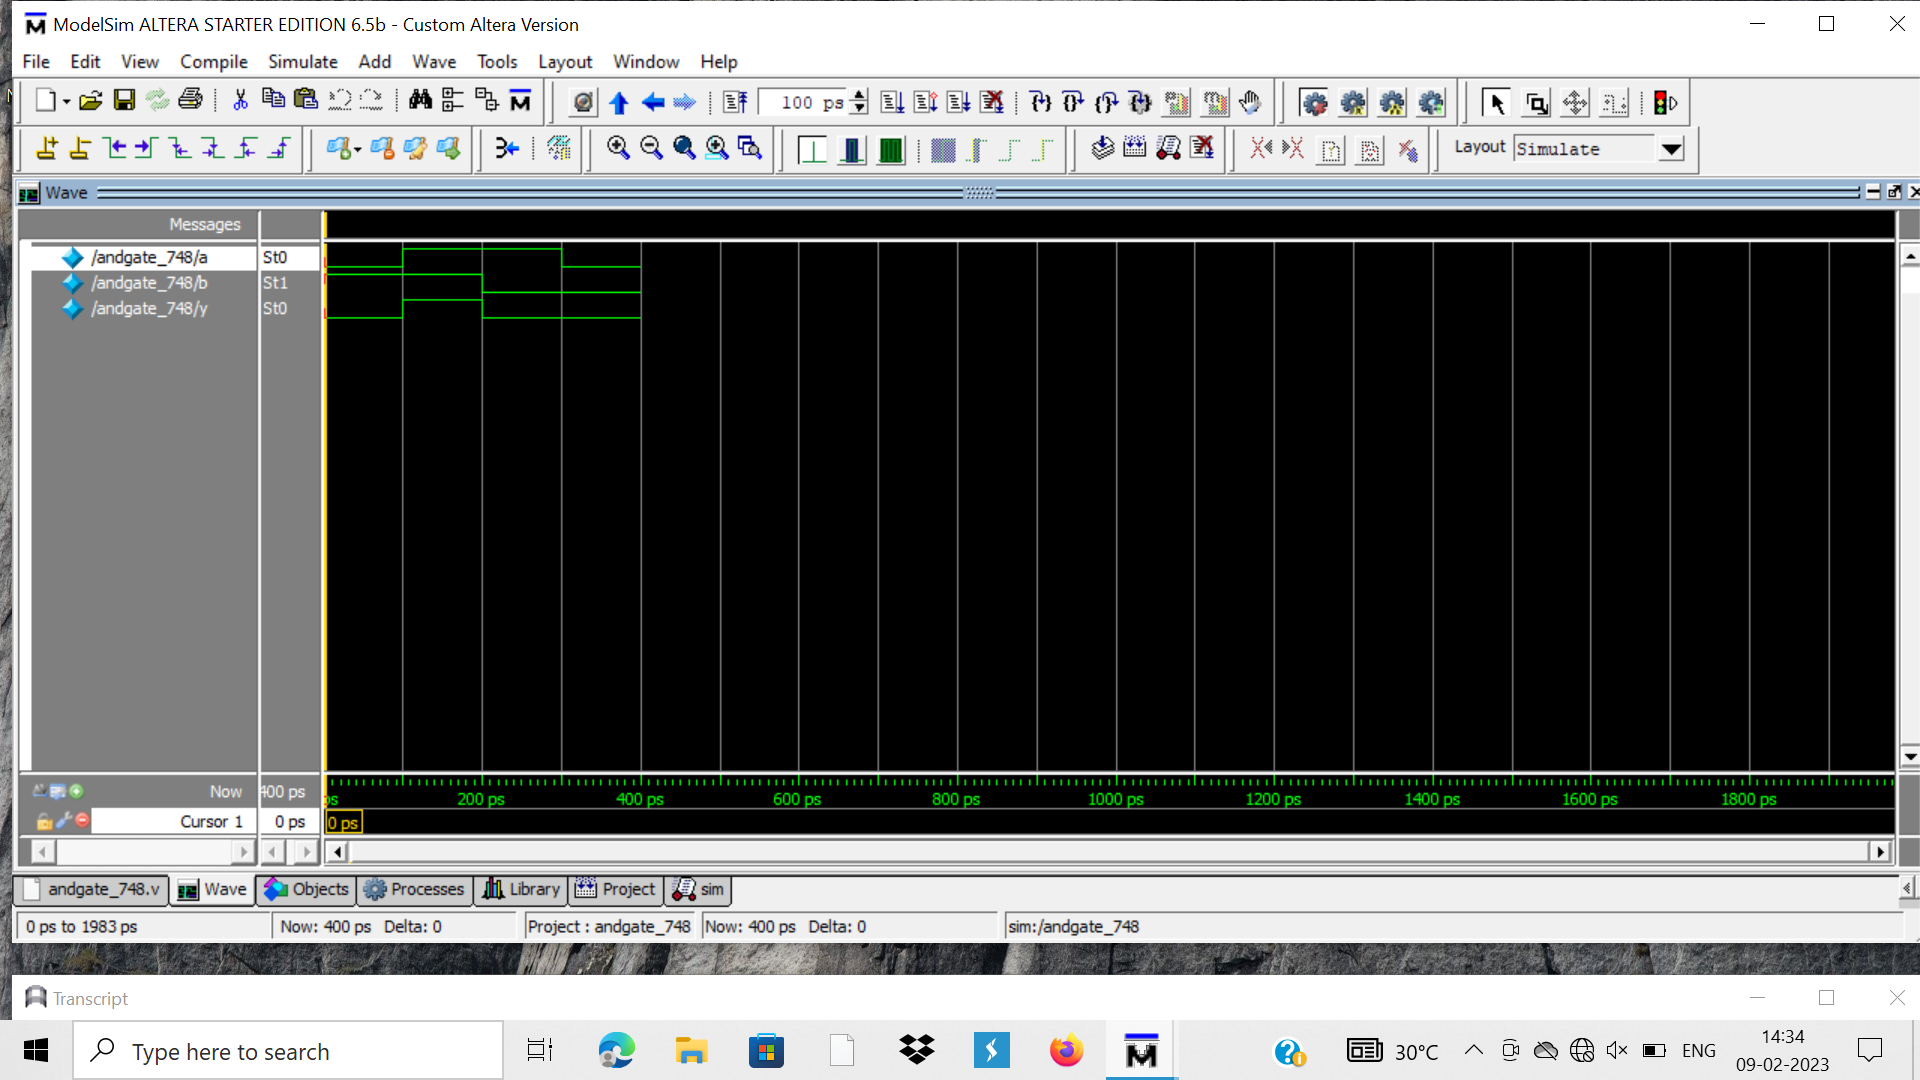 ModelSim ALTERA STARTER EDITION 6.5b - Custom Altera Version
File Edit View Compile Simulate Add Wave Tools Layout Window Help
100 ps
Layout Simulate
Wave
Messages
/andgate_748/a St0
/andgate_748/b St1
/andgate_748/y St0
Now 400 ps
200 ps 400 ps 600 ps 800 ps 1000 ps 1200 ps 1400 ps 1600 ps 1800 ps
Cursor 1 0 ps 0 ps
andgate_748.v Wave Objects Processes Library Project sim
0 ps to 1983 ps Now: 400 ps Delta: 0 Project : andgate_748 Now: 400 ps Delta: 0 sim:/andgate_748
Transcript
Type here to search 30°C ENG 14:34
09-02-2023